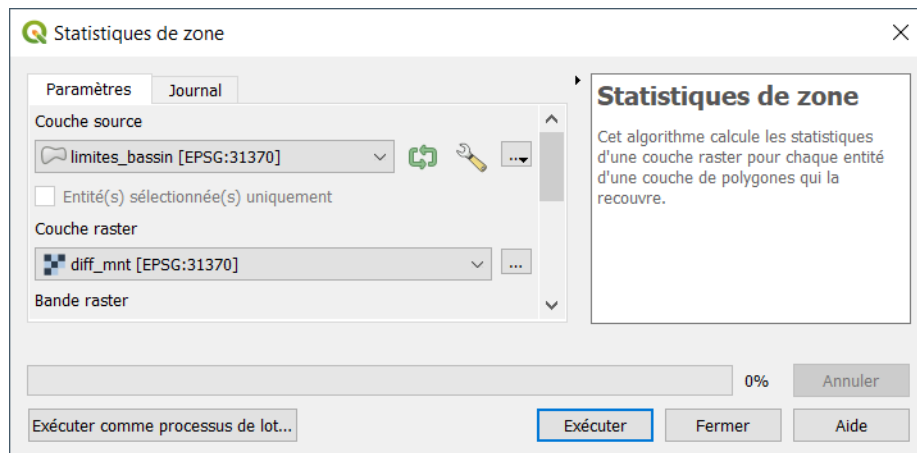 Statistiques de zone
Paramètres
Journal
Couche source
limites_bassin [EPSG:31370]
...
Entité(s) sélectionnée(s) uniquement
Couche raster
diff_mnt [EPSG:31370]
...
Bande raster
Statistiques de zone
Cet algorithme calcule les statistiques
d'une couche raster pour chaque entité
d'une couche de polygones qui la
recouvre.
0%
Annuler
Exécuter comme processus de lot...
Exécuter
Fermer
Aide